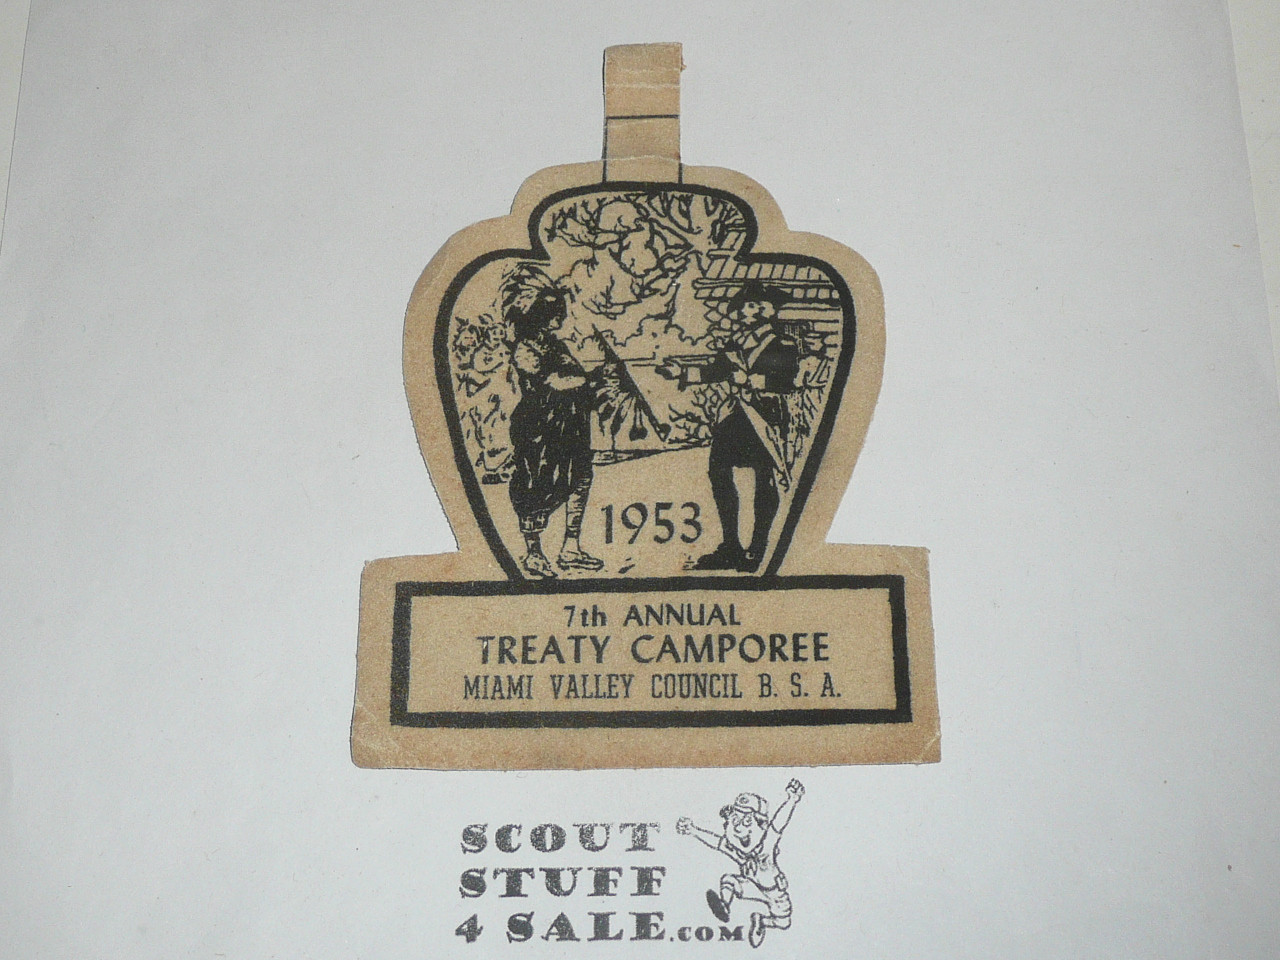 1953
7th ANNUAL
TREATY CAMPOREE
MIAMI VALLEY COUNCIL B. S. A.
SCOUT
STUFF
4 SALE.COM